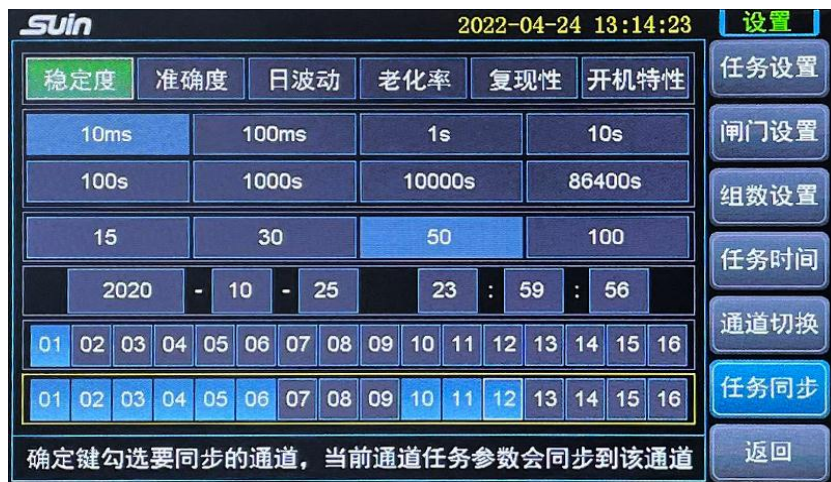 SUin 2022-04-24 13:14:23 设置
稳定度 准确度 日波动 老化率 复现性 开机特性 任务设置
10ms 100ms 1s 10s 闸门设置
100s 1000s 10000s 86400s 组数设置
15 30 50 100 任务时间
2020 - 10 - 25 23 : 59 : 56
01 02 03 04 05 06 07 08 09 10 11 12 13 14 15 16 通道切换
01 02 03 04 05 06 07 08 09 10 11 12 13 14 15 16 任务同步
确定键勾选要同步的通道，当前通道任务参数会同步到该通道 返回